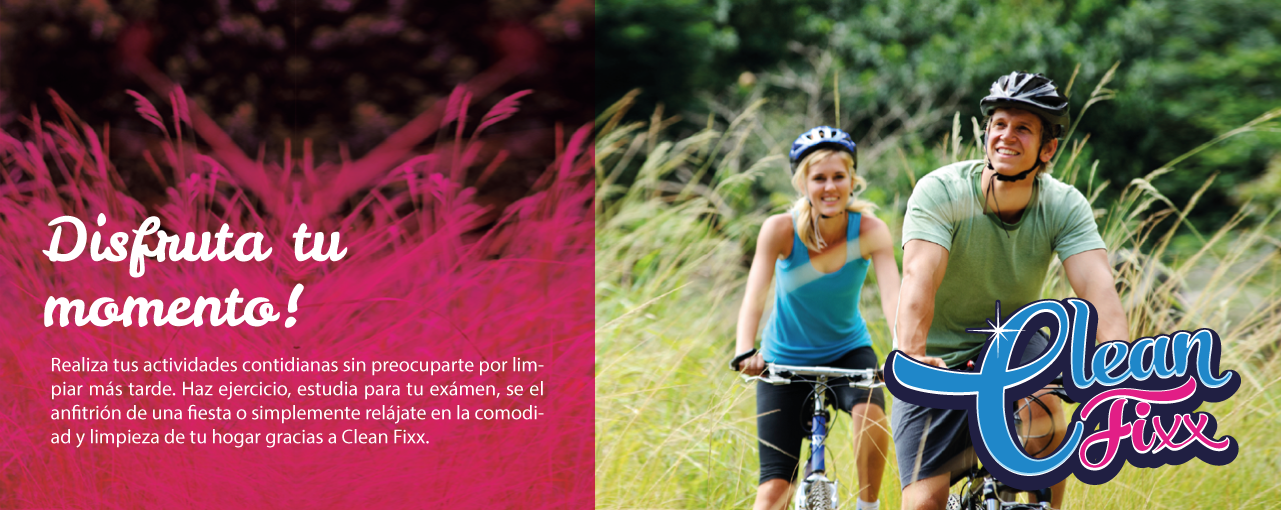 Disfruta tu
momento!
Realiza tus actividades contidianas sin preocuparte por lim-
piar más tarde. Haz ejercicio, estudia para tu exámen, se el
anfitrión de una fiesta o simplemente relájate en la comodi-
ad y limpieza de tu hogar gracias a Clean Fixx.
Clean
Fixx